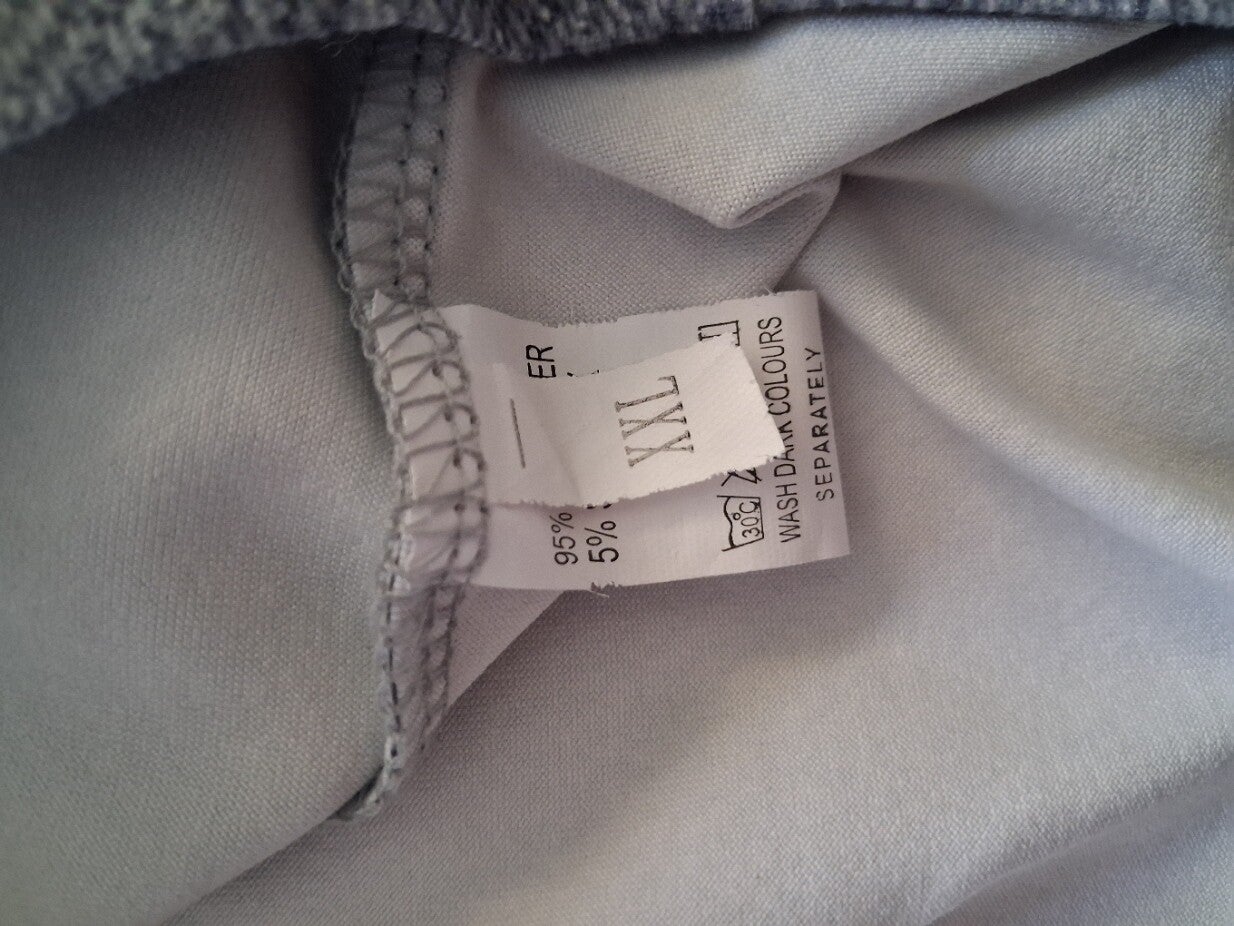 XXL
95% ER
5%
30°C
WASH DARK COLOURS
SEPARATELY